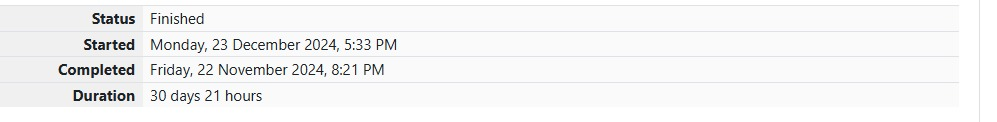 Status Finished
Started Monday, 23 December 2024, 5:33 PM
Completed Friday, 22 November 2024, 8:21 PM
Duration 30 days 21 hours